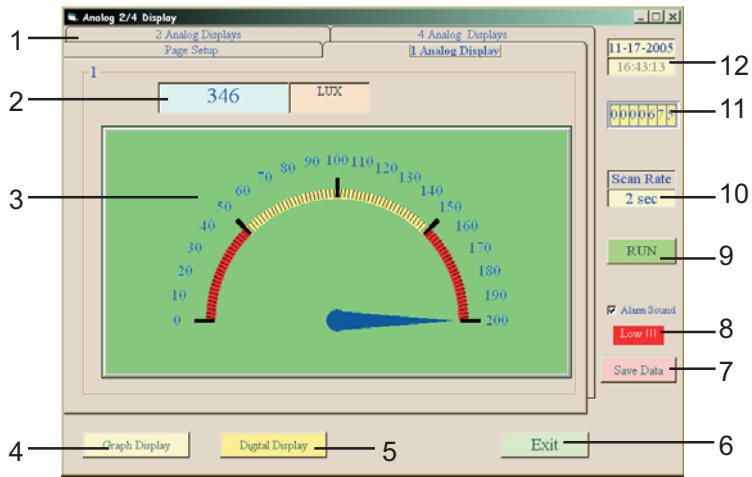 Analog 2/4 Display
1
2 Analog Displays
4 Analog Displays
Page Setup
1 Analog Display
11-17-2005
16:43:13
12
1
2
346
LUX
0000675
11
3
0
10
20
30
40
50
60
70
80
90
100
110
120
130
140
150
160
170
180
190
200
Scan Rate
2 sec
10
RUN
9
Alarm Sound
Low !!!
8
Save Data
7
4
Graph Display
Digital Display
5
Exit
6